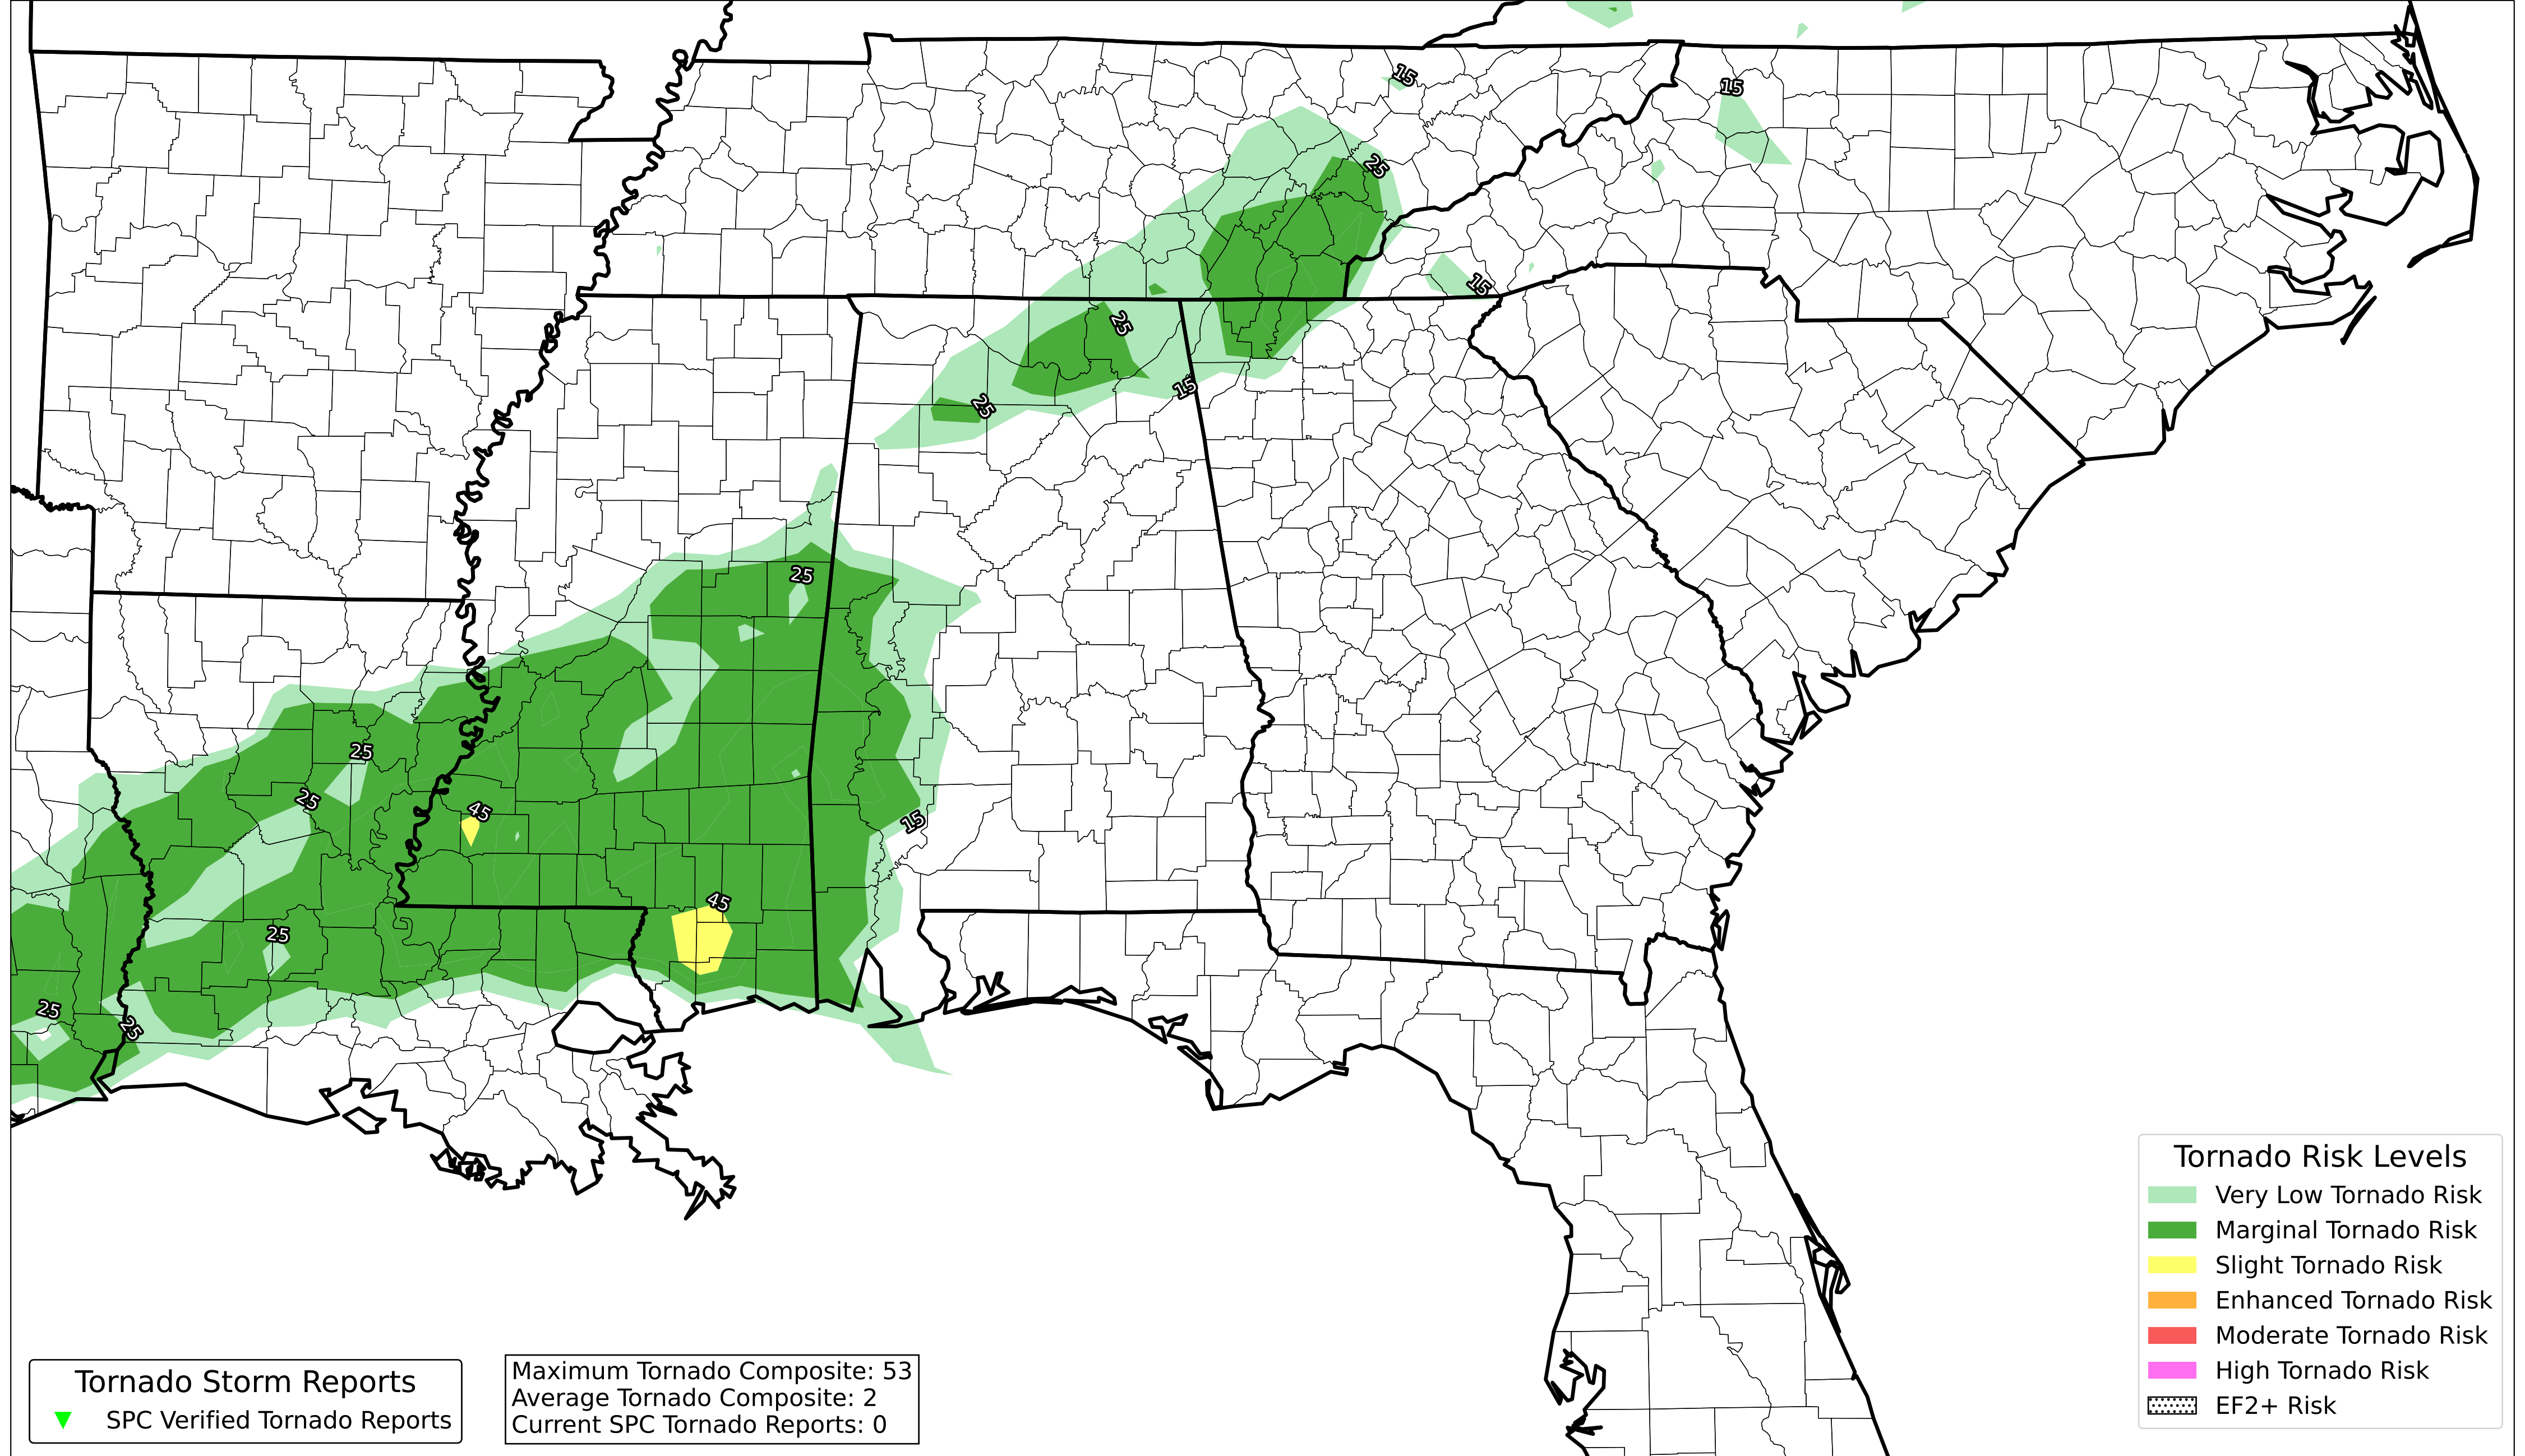 15
15
25
15
25
15
25
25
25
25
45
15
45
25
25
25
Tornado Risk Levels
Very Low Tornado Risk
Marginal Tornado Risk
Slight Tornado Risk
Enhanced Tornado Risk
Moderate Tornado Risk
High Tornado Risk
EF2+ Risk
Tornado Storm Reports
SPC Verified Tornado Reports
Maximum Tornado Composite: 53
Average Tornado Composite: 2
Current SPC Tornado Reports: 0